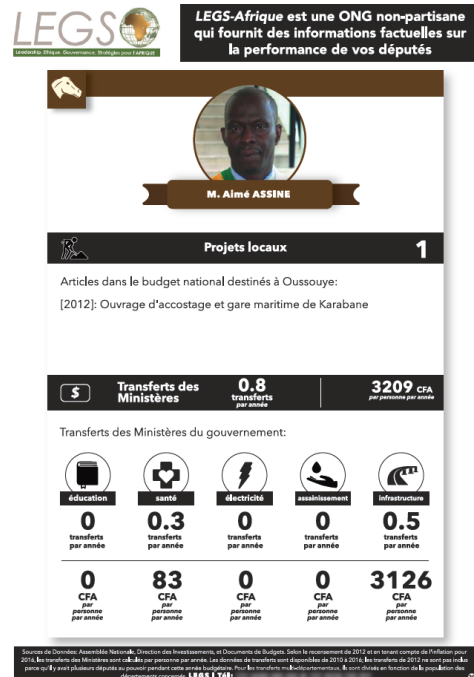 LEGS
Leadership, Ethique, Gouvernance, Stratégies pour l'AFRIQUE
LEGS-Afrique est une ONG non-partisane
qui fournit des informations factuelles sur
la performance de vos députés
M. Aimé ASSINE
Projets locaux 1
Articles dans le budget national destinés à Oussouye:
[2012]: Ouvrage d'accostage et gare maritime de Karabane
$ Transferts des Ministères 0.8 transferts par année 3209 CFA par personne par année
Transferts des Ministères du gouvernement:
éducation santé électricité assainissement infrastructure
0 0.3 0 0 0.5
transferts transferts transferts transferts transferts
par année par année par année par année par année
0 83 0 0 3126
CFA CFA CFA CFA CFA
par par par par par
personne par personne par personne par personne par personne par
année année année année année
Sources de Données: Assemblée Nationale, Direction des Investissements, et Documents de Budgets. Selon le recensement de 2012 et en tenant compte de l'inflation pour
2016, les transferts des Ministères sont calculés par personne par année. Les données de transferts sont disponibles de 2010 à 2016; les transferts de 2012 ne sont pas inclus
parce qu'il y avait plusieurs députés au pouvoir pendant cette année budgétaire. Pour les transferts multi-départementaux, ils sont divisés en fonction de la population des
départements concernés. LEGS | Tél: